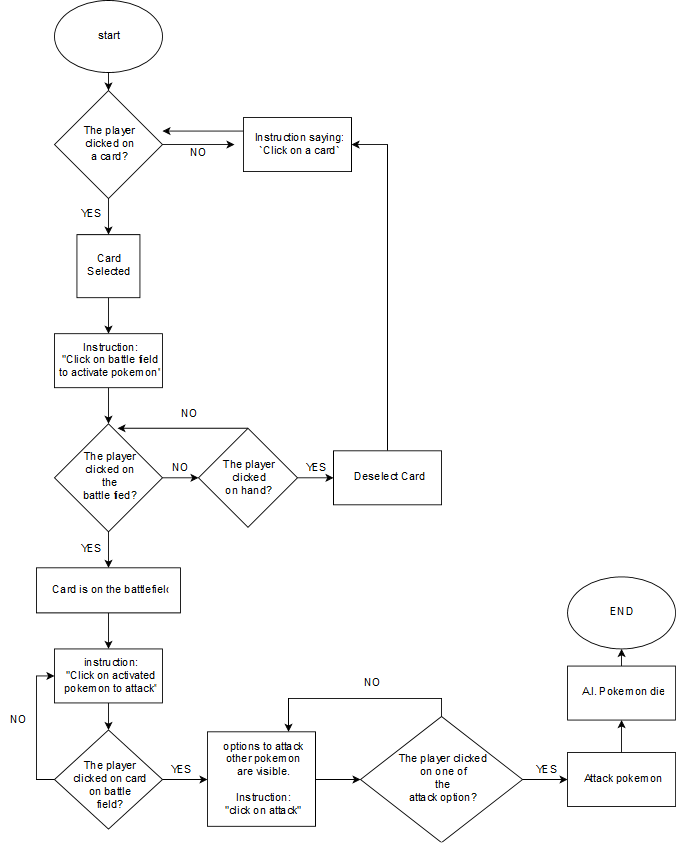 start
The player
clicked on
a card?
NO
Instruction saying:
`Click on a card`
YES
Card
Selected
Instruction:
"Click on battle field
to activate pokemon"
NO
The player
clicked on
the
battle fied?
NO
The player
clicked
on hand?
YES
Deselect Card
YES
Card is on the battlefield
instruction:
"Click on activated
pokemon to attack"
NO
The player
clicked on card
on battle
field?
YES
options to attack
other pokemon
are visible.
Instruction:
"click on attack"
NO
The player clicked
on one of
the
attack option?
YES
Attack pokemon
A.I. Pokemon die
END